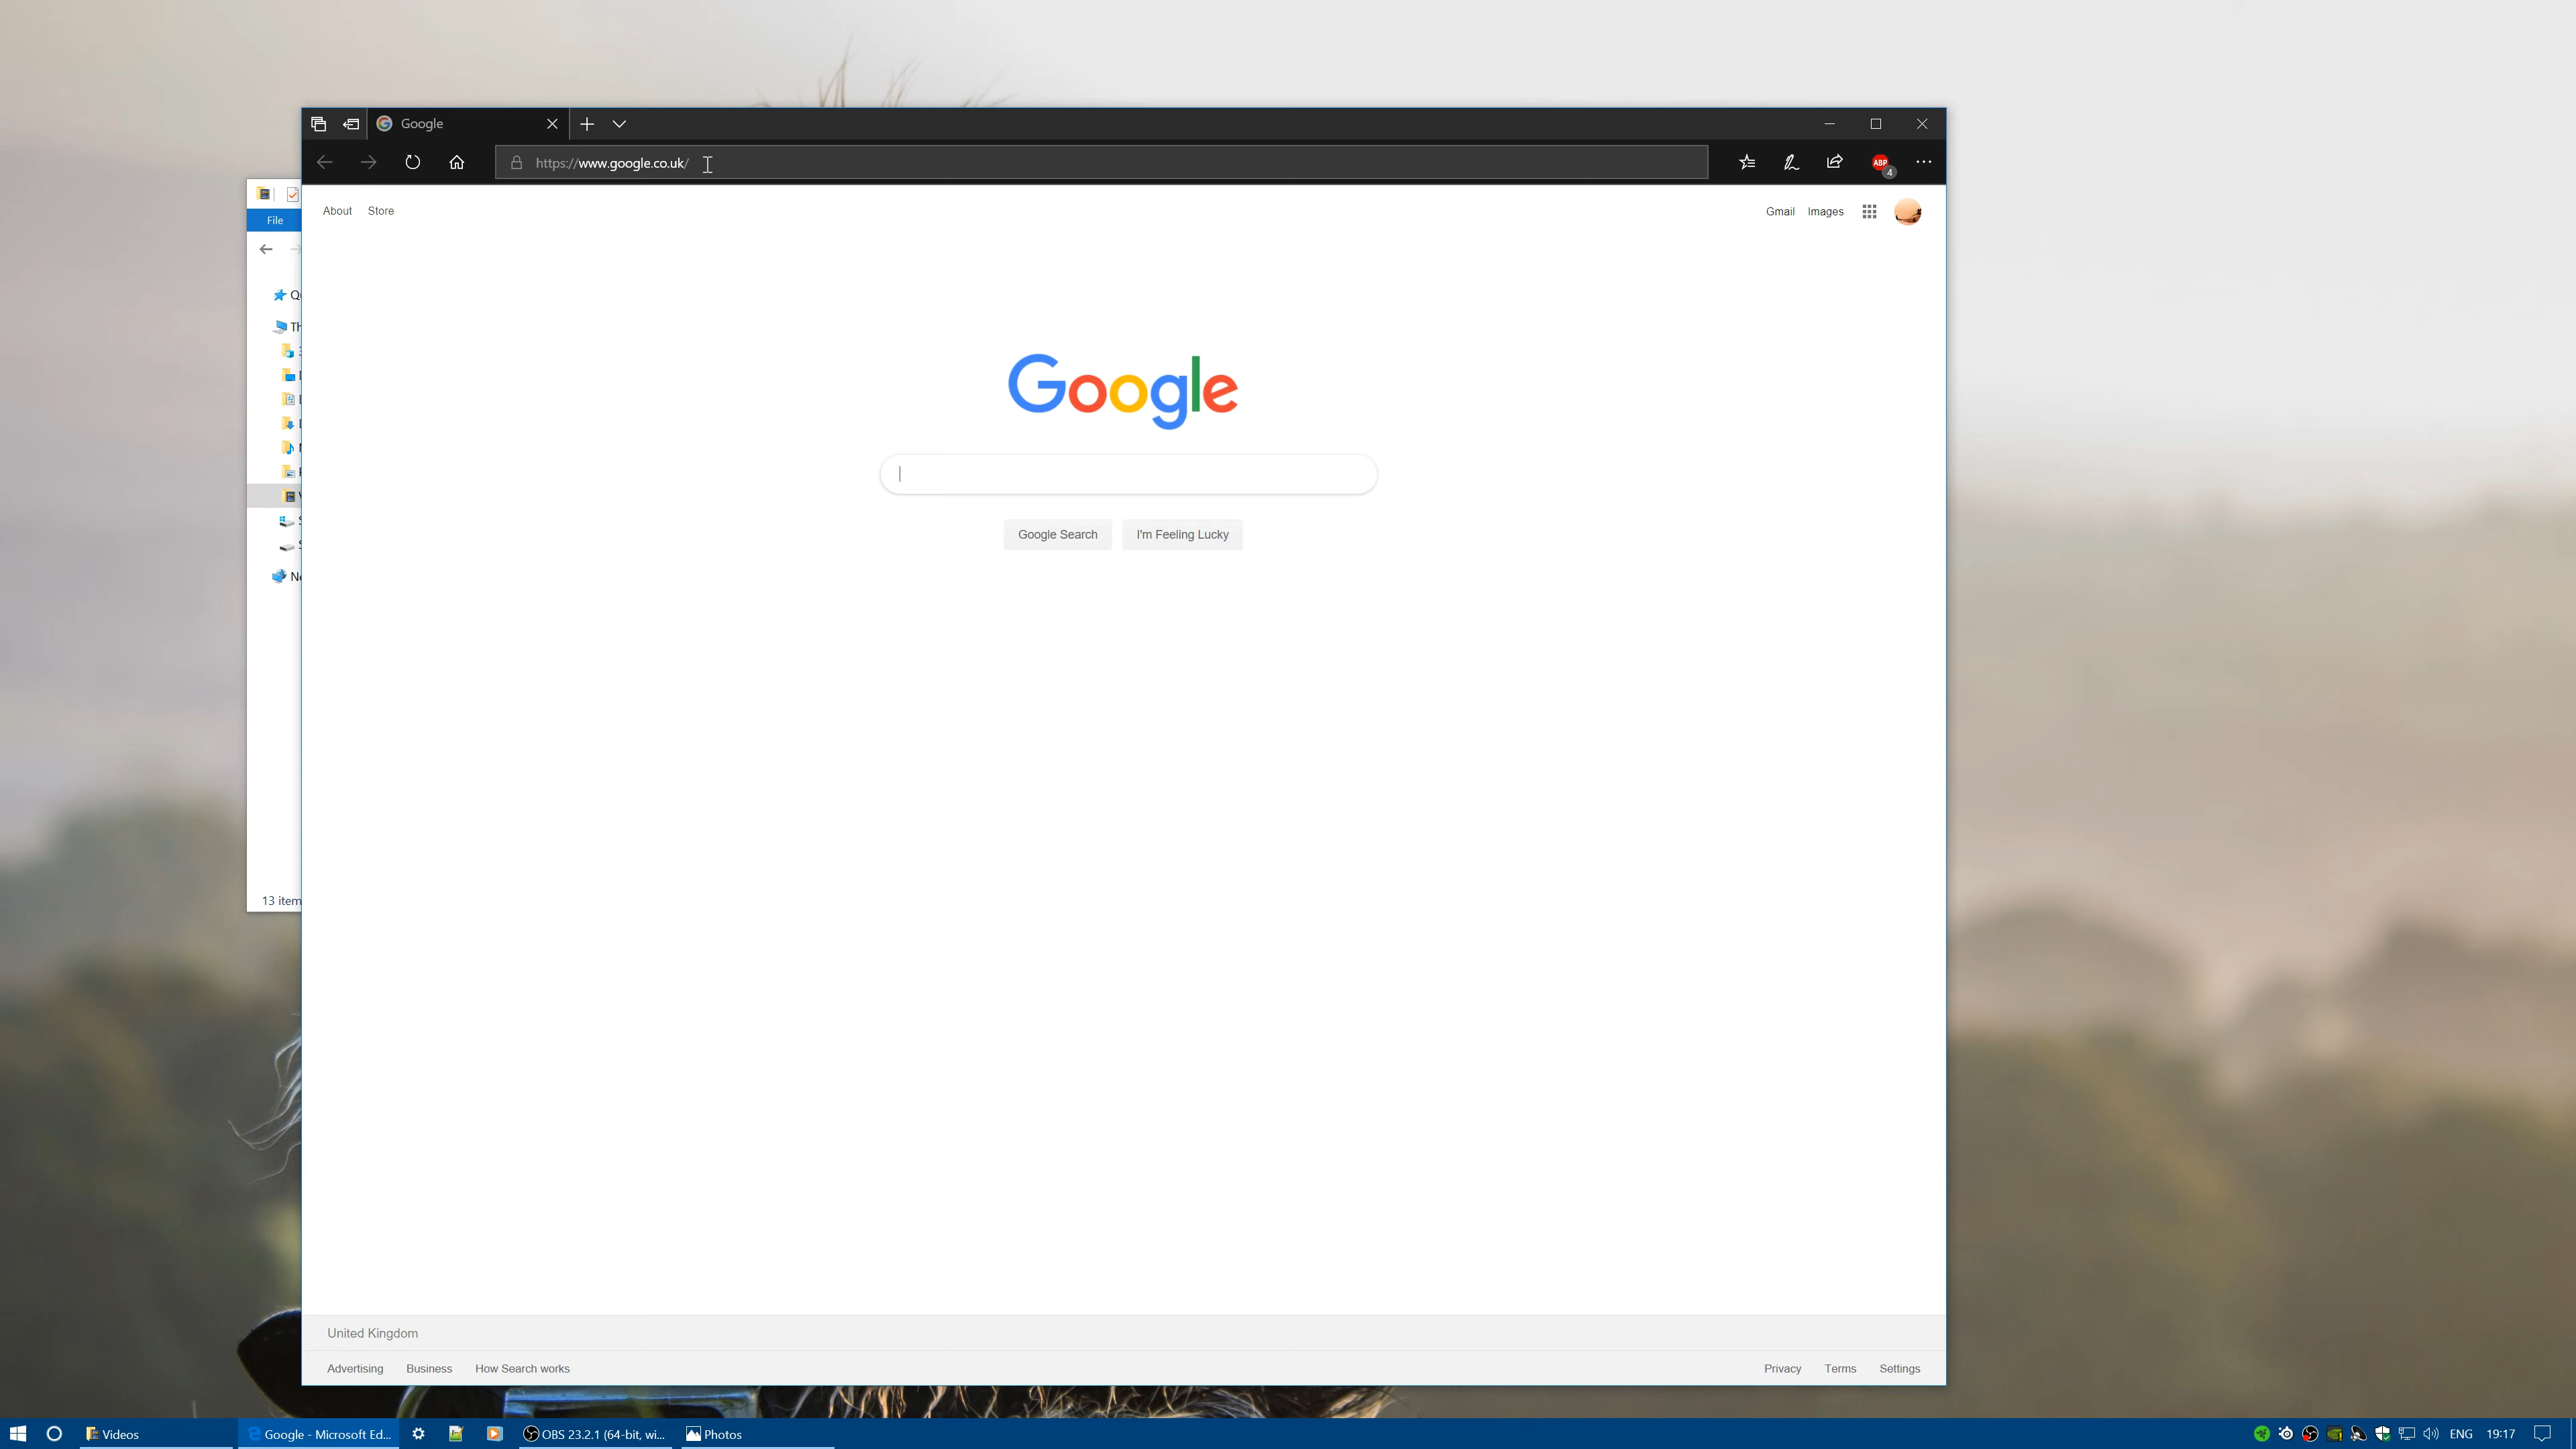 Google
https://www.google.co.uk/
ABP
4
File
About Store
Gmail Images
Google
Google Search I'm Feeling Lucky
13 item
United Kingdom
Advertising Business How Search works
Privacy Terms Settings
Videos
Google - Microsoft Ed...
OBS 23.2.1 (64-bit, wi...
Photos
ENG 19:17